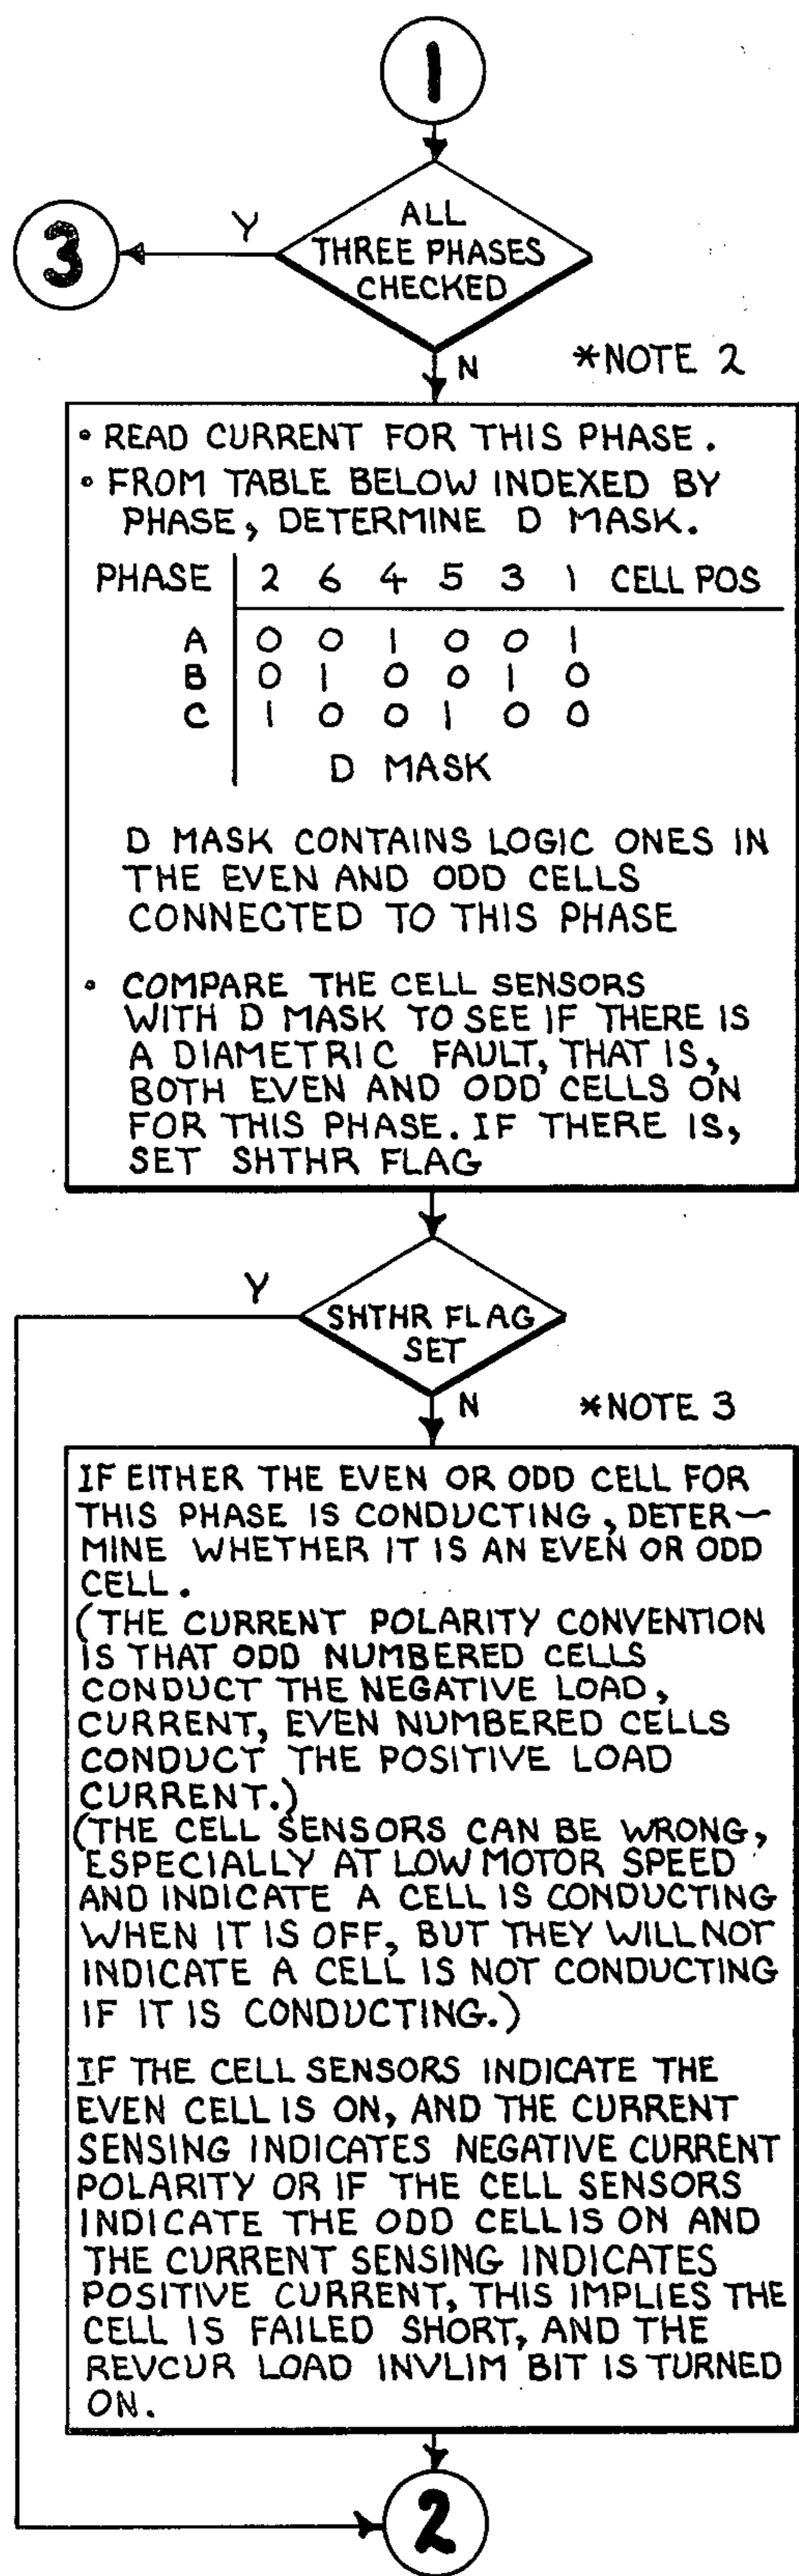 1
ALL
THREE PHASES
CHECKED
Y
3
N
*NOTE 2
• READ CURRENT FOR THIS PHASE.
• FROM TABLE BELOW INDEXED BY
PHASE, DETERMINE D MASK.
PHASE 2 6 4 5 3 1 CELL POS
A 0 0 1 0 0 1
B 0 1 0 0 1 0
C 1 0 0 1 0 0
D MASK
D MASK CONTAINS LOGIC ONES IN
THE EVEN AND ODD CELLS
CONNECTED TO THIS PHASE
• COMPARE THE CELL SENSORS
WITH D MASK TO SEE IF THERE IS
A DIAMETRIC FAULT, THAT IS,
BOTH EVEN AND ODD CELLS ON
FOR THIS PHASE. IF THERE IS,
SET SHTHR FLAG
Y
SHTHR FLAG
SET
N
*NOTE 3
IF EITHER THE EVEN OR ODD CELL FOR
THIS PHASE IS CONDUCTING, DETER-
MINE WHETHER IT IS AN EVEN OR ODD
CELL.
(THE CURRENT POLARITY CONVENTION
IS THAT ODD NUMBERED CELLS
CONDUCT THE NEGATIVE LOAD,
CURRENT, EVEN NUMBERED CELLS
CONDUCT THE POSITIVE LOAD
CURRENT.)
(THE CELL SENSORS CAN BE WRONG,
ESPECIALLY AT LOW MOTOR SPEED
AND INDICATE A CELL IS CONDUCTING
WHEN IT IS OFF, BUT THEY WILL NOT
INDICATE A CELL IS NOT CONDUCTING
IF IT IS CONDUCTING.)
IF THE CELL SENSORS INDICATE THE
EVEN CELL IS ON, AND THE CURRENT
SENSING INDICATES NEGATIVE CURRENT
POLARITY OR IF THE CELL SENSORS
INDICATE THE ODD CELL IS ON AND
THE CURRENT SENSING INDICATES
POSITIVE CURRENT, THIS IMPLIES THE
CELL IS FAILED SHORT, AND THE
REVCUR LOAD INVLIM BIT IS TURNED
ON.
2